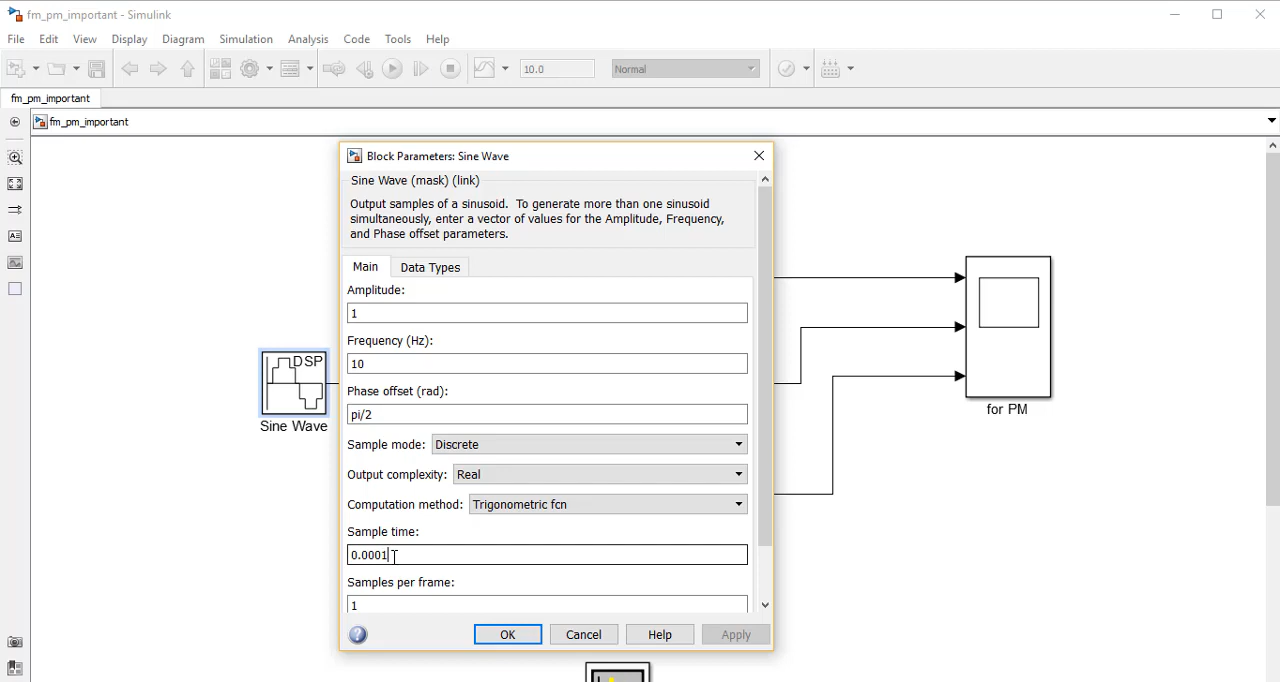 fm_pm_important - Simulink
File Edit View Display Diagram Simulation Analysis Code Tools Help
10.0 Normal
fm_pm_important
fm_pm_important
Block Parameters: Sine Wave
Sine Wave (mask) (link)
Output samples of a sinusoid. To generate more than one sinusoid
simultaneously, enter a vector of values for the Amplitude, Frequency,
and Phase offset parameters.
Main Data Types
Amplitude:
1
Frequency (Hz):
10
Phase offset (rad):
pi/2
Sample mode: Discrete
Output complexity: Real
Computation method: Trigonometric fcn
Sample time:
0.0001
Samples per frame:
1
OK Cancel Help Apply
DSP
Sine Wave
for PM